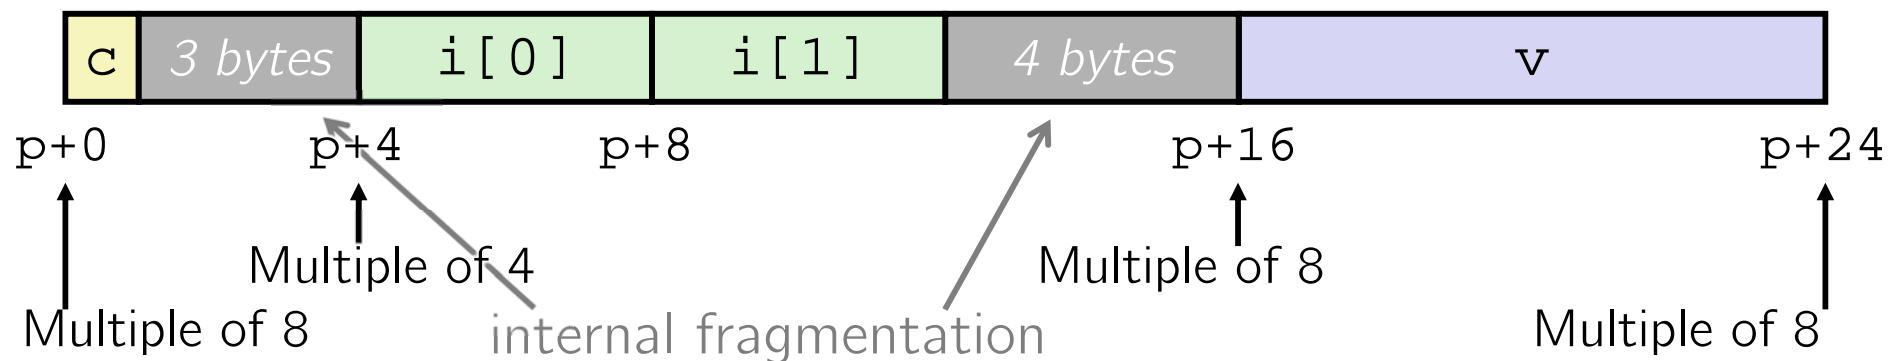 c 3 bytes i[0] i[1] 4 bytes v
p+0 p+4 p+8 p+16 p+24
Multiple of 4 Multiple of 8
Multiple of 8 internal fragmentation Multiple of 8